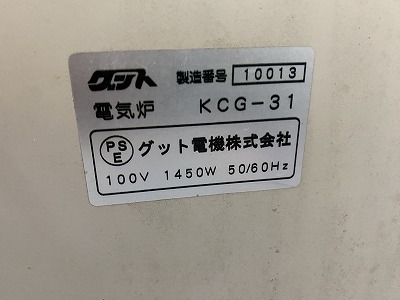 グット 製造番号 10013
電気炉 KCG-31
PSE グット電機株式会社
100V 1450W 50/60Hz